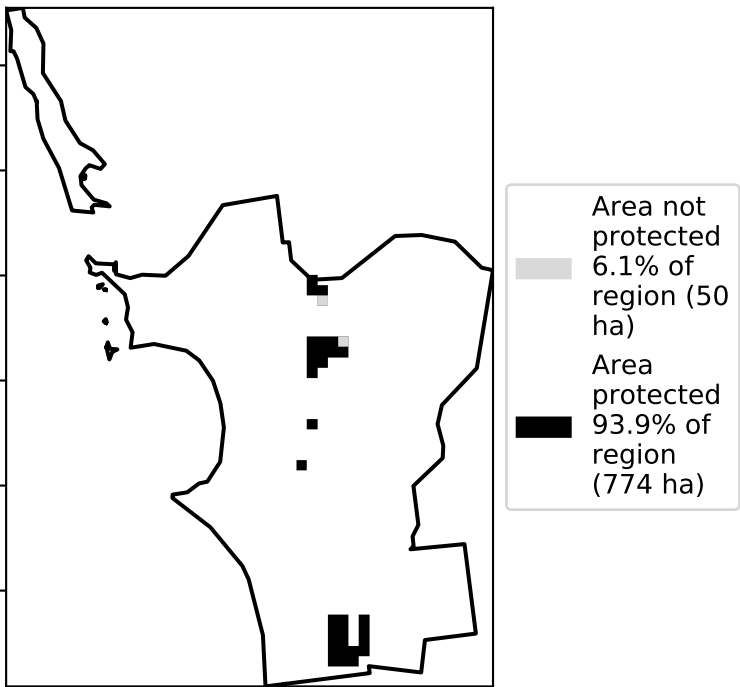 Area not
protected
6.1% of
region (50
ha)
Area
protected
93.9% of
region
(774 ha)